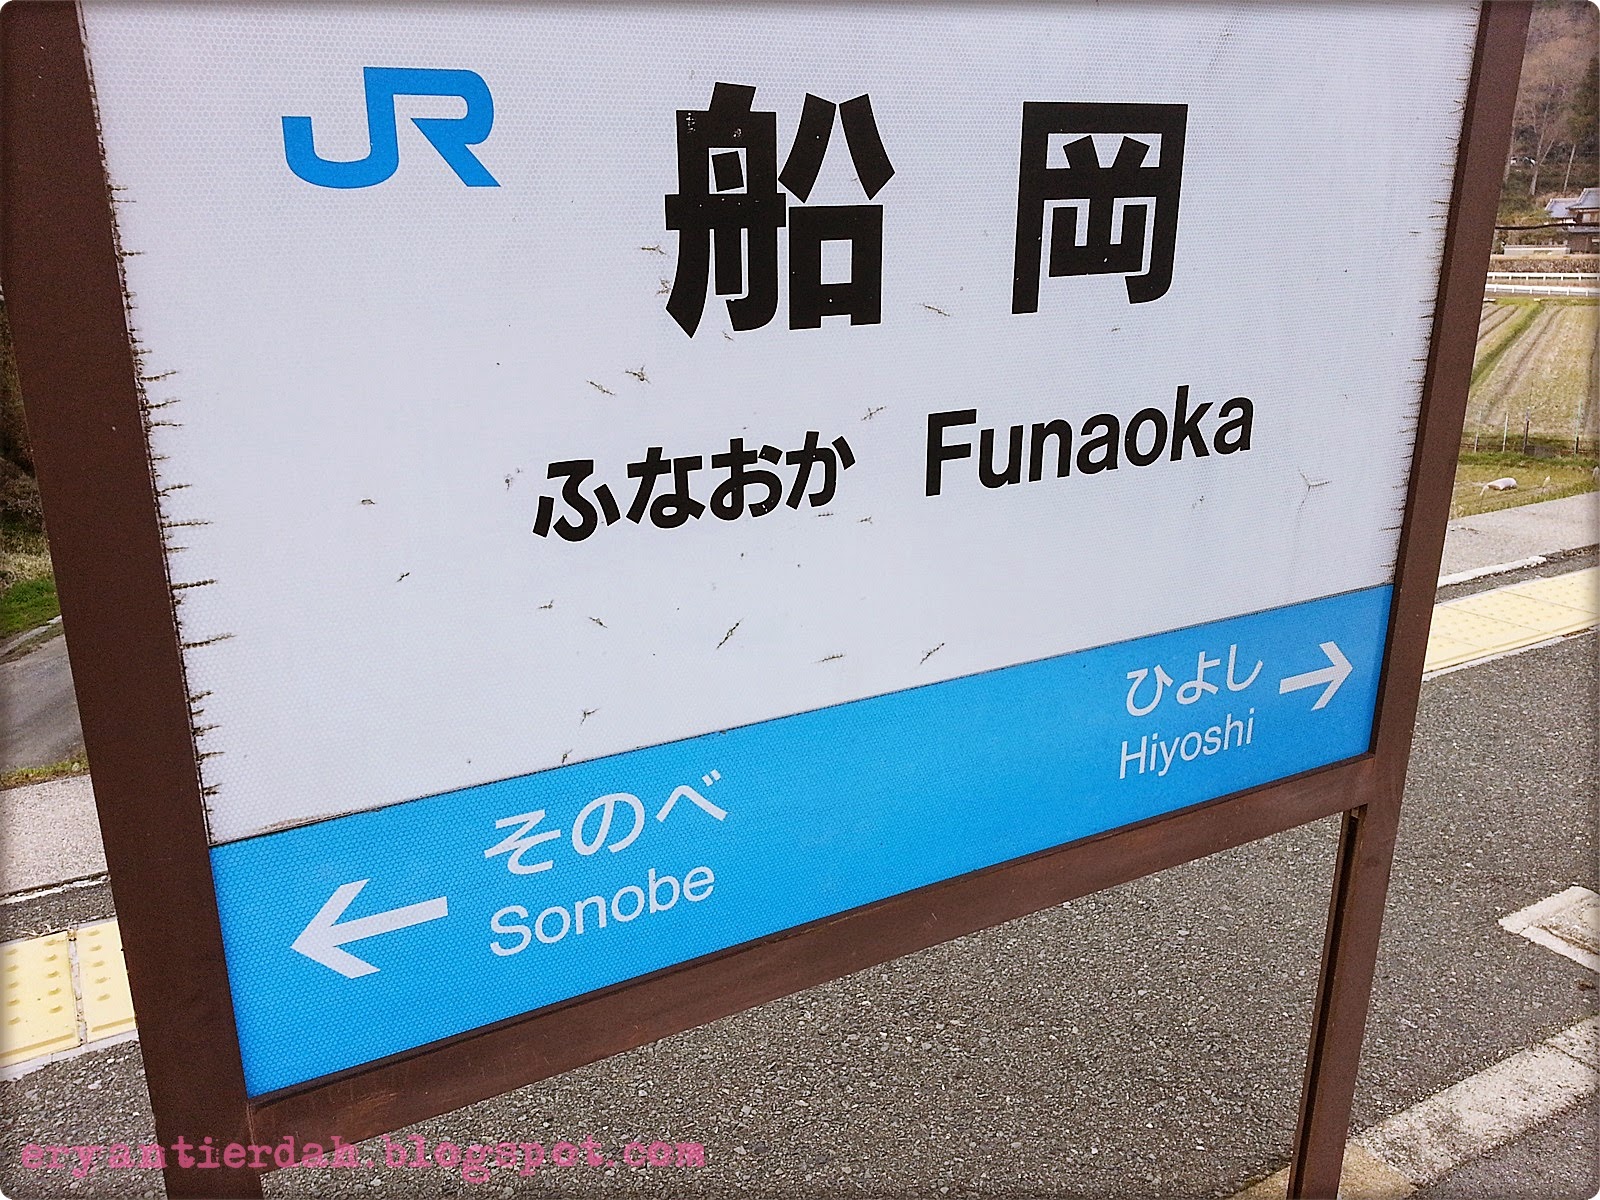 JR
船岡
ふなおか Funaoka
ひよし →
Hiyoshi
そのべ
← Sonobe
eryantierdah.blogspot.com